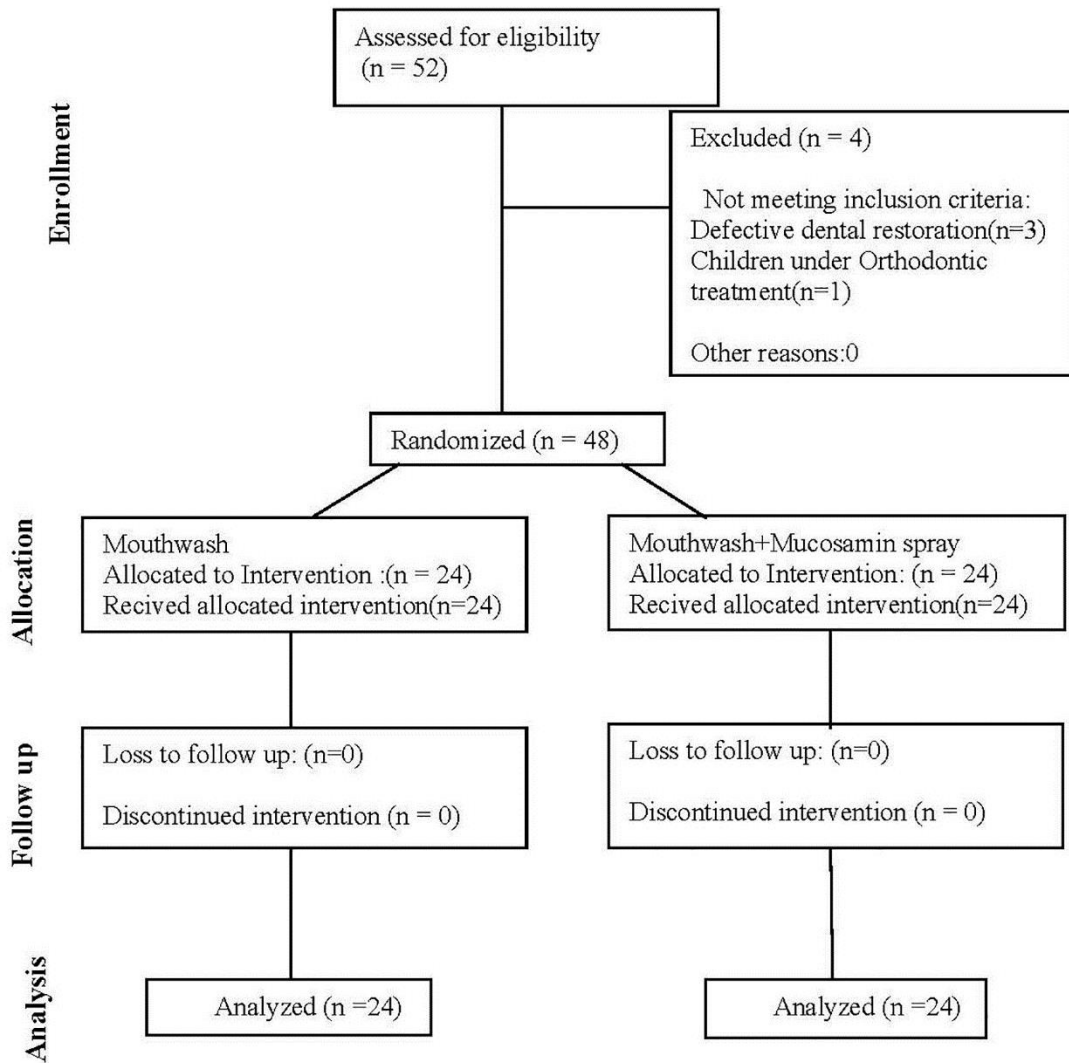 Enrollment
Assessed for eligibility
(n = 52)
Excluded (n = 4)
Not meeting inclusion criteria:
Defective dental restoration(n=3)
Children under Orthodontic
treatment(n=1)
Other reasons:0
Randomized (n = 48)
Allocation
Mouthwash
Allocated to Intervention :(n = 24)
Recived allocated intervention(n=24)
Mouthwash+Mucosamin spray
Allocated to Intervention: (n = 24)
Recived allocated intervention(n=24)
Follow up
Loss to follow up: (n=0)
Discontinued intervention (n = 0)
Loss to follow up: (n=0)
Discontinued intervention (n = 0)
Analysis
Analyzed (n =24)
Analyzed (n =24)